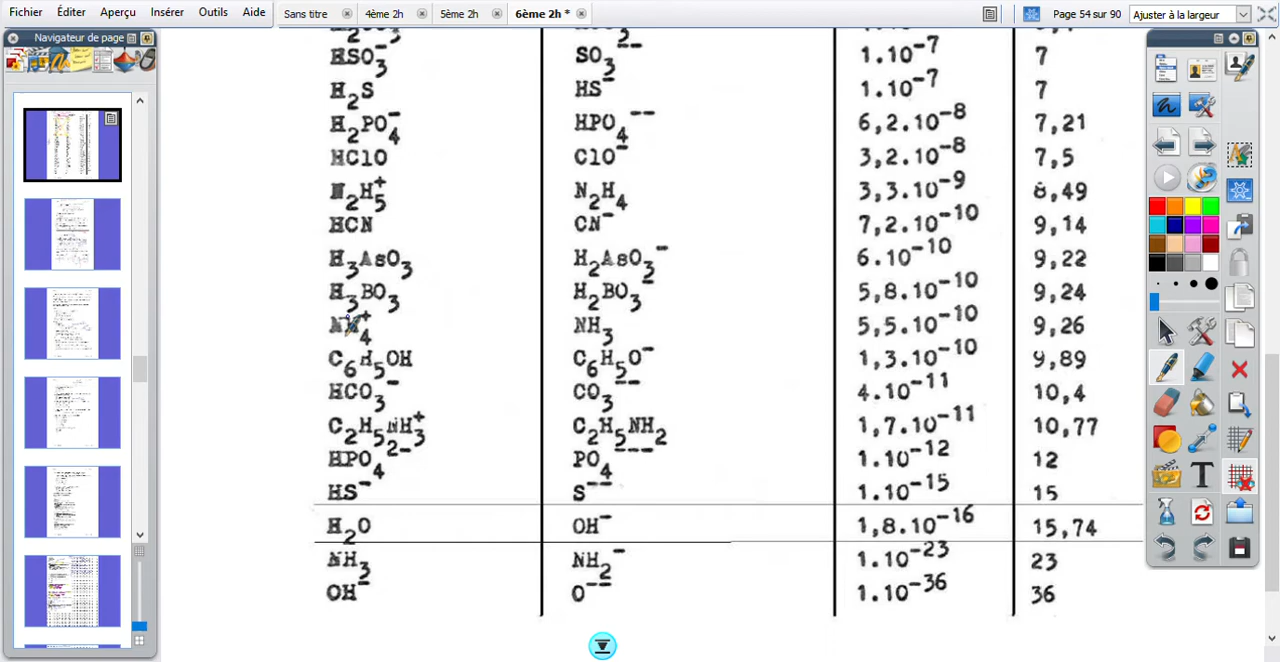 Fichier Éditer Aperçu Insérer Outils Aide Sans titre 4ème 2h 5ème 2h 6ème 2h * Page 54 sur 90 Ajuster à la largeur
Navigateur de page
HSO₃⁻ SO₃⁻⁻ 1.10⁻⁷ 7
H₂S HS⁻ 1.10⁻⁷ 7
H₂PO₄⁻ HPO₄⁻⁻ 6,2.10⁻⁸ 7,21
HClO ClO⁻ 3,2.10⁻⁸ 7,5
N₂H₅⁺ N₂H₄ 3,3.10⁻⁹ 8,49
HCN CN⁻ 7,2.10⁻¹⁰ 9,14
H₃AsO₃ H₂AsO₃⁻ 6.10⁻¹⁰ 9,22
H₃BO₃ H₂BO₃⁻ 5,8.10⁻¹⁰ 9,24
NH₄⁺ NH₃ 5,5.10⁻¹⁰ 9,26
C₆H₅OH C₆H₅O⁻ 1,3.10⁻¹⁰ 9,89
HCO₃⁻ CO₃⁻⁻ 4.10⁻¹¹ 10,4
C₂H₅NH₃⁺ C₂H₅NH₂ 1,7.10⁻¹¹ 10,77
HPO₄²⁻ PO₄⁻⁻⁻ 1.10⁻¹² 12
HS⁻ S⁻⁻ 1.10⁻¹⁵ 15
H₂O OH⁻ 1,8.10⁻¹⁶ 15,74
NH₃ NH₂⁻ 1.10⁻²³ 23
OH⁻ O⁻⁻ 1.10⁻³⁶ 36